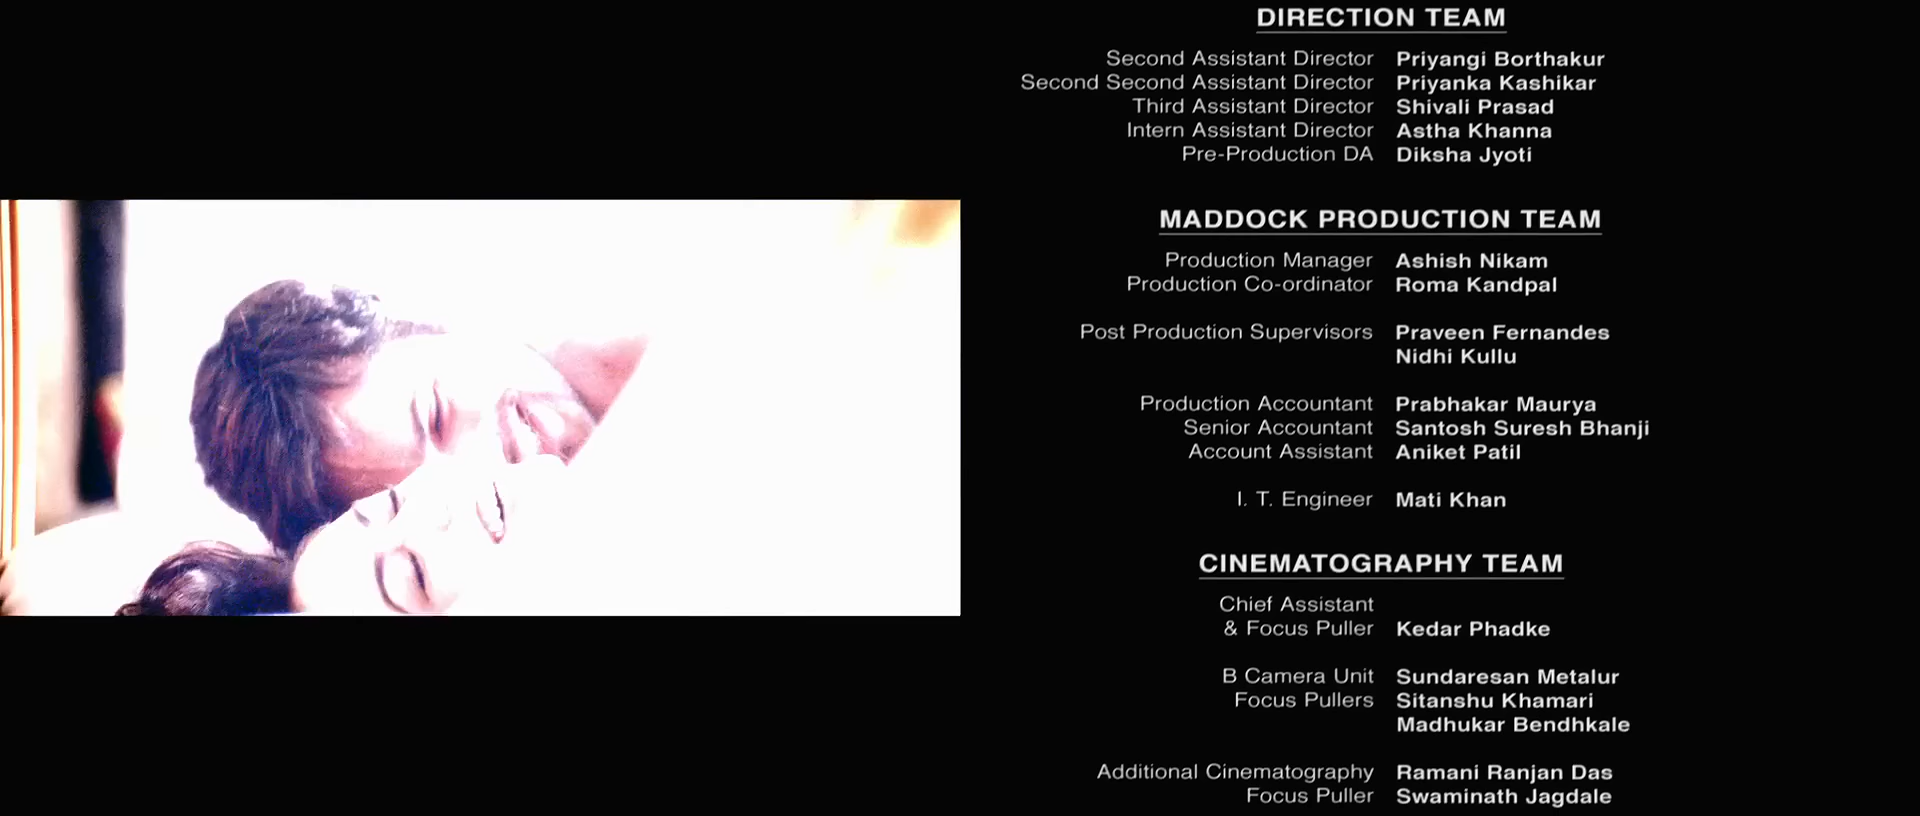 DIRECTION TEAM
Second Assistant Director Priyangi Borthakur
Second Second Assistant Director Priyanka Kashikar
Third Assistant Director Shivali Prasad
Intern Assistant Director Astha Khanna
Pre-Production DA Diksha Jyoti
MADDOCK PRODUCTION TEAM
Production Manager Ashish Nikam
Production Co-ordinator Roma Kandpal
Post Production Supervisors Praveen Fernandes
Nidhi Kullu
Production Accountant Prabhakar Maurya
Senior Accountant Santosh Suresh Bhanji
Account Assistant Aniket Patil
I. T. Engineer Mati Khan
CINEMATOGRAPHY TEAM
Chief Assistant
& Focus Puller Kedar Phadke
B Camera Unit Sundaresan Metalur
Focus Pullers Sitanshu Khamari
Madhukar Bendhkale
Additional Cinematography Ramani Ranjan Das
Focus Puller Swaminath Jagdale